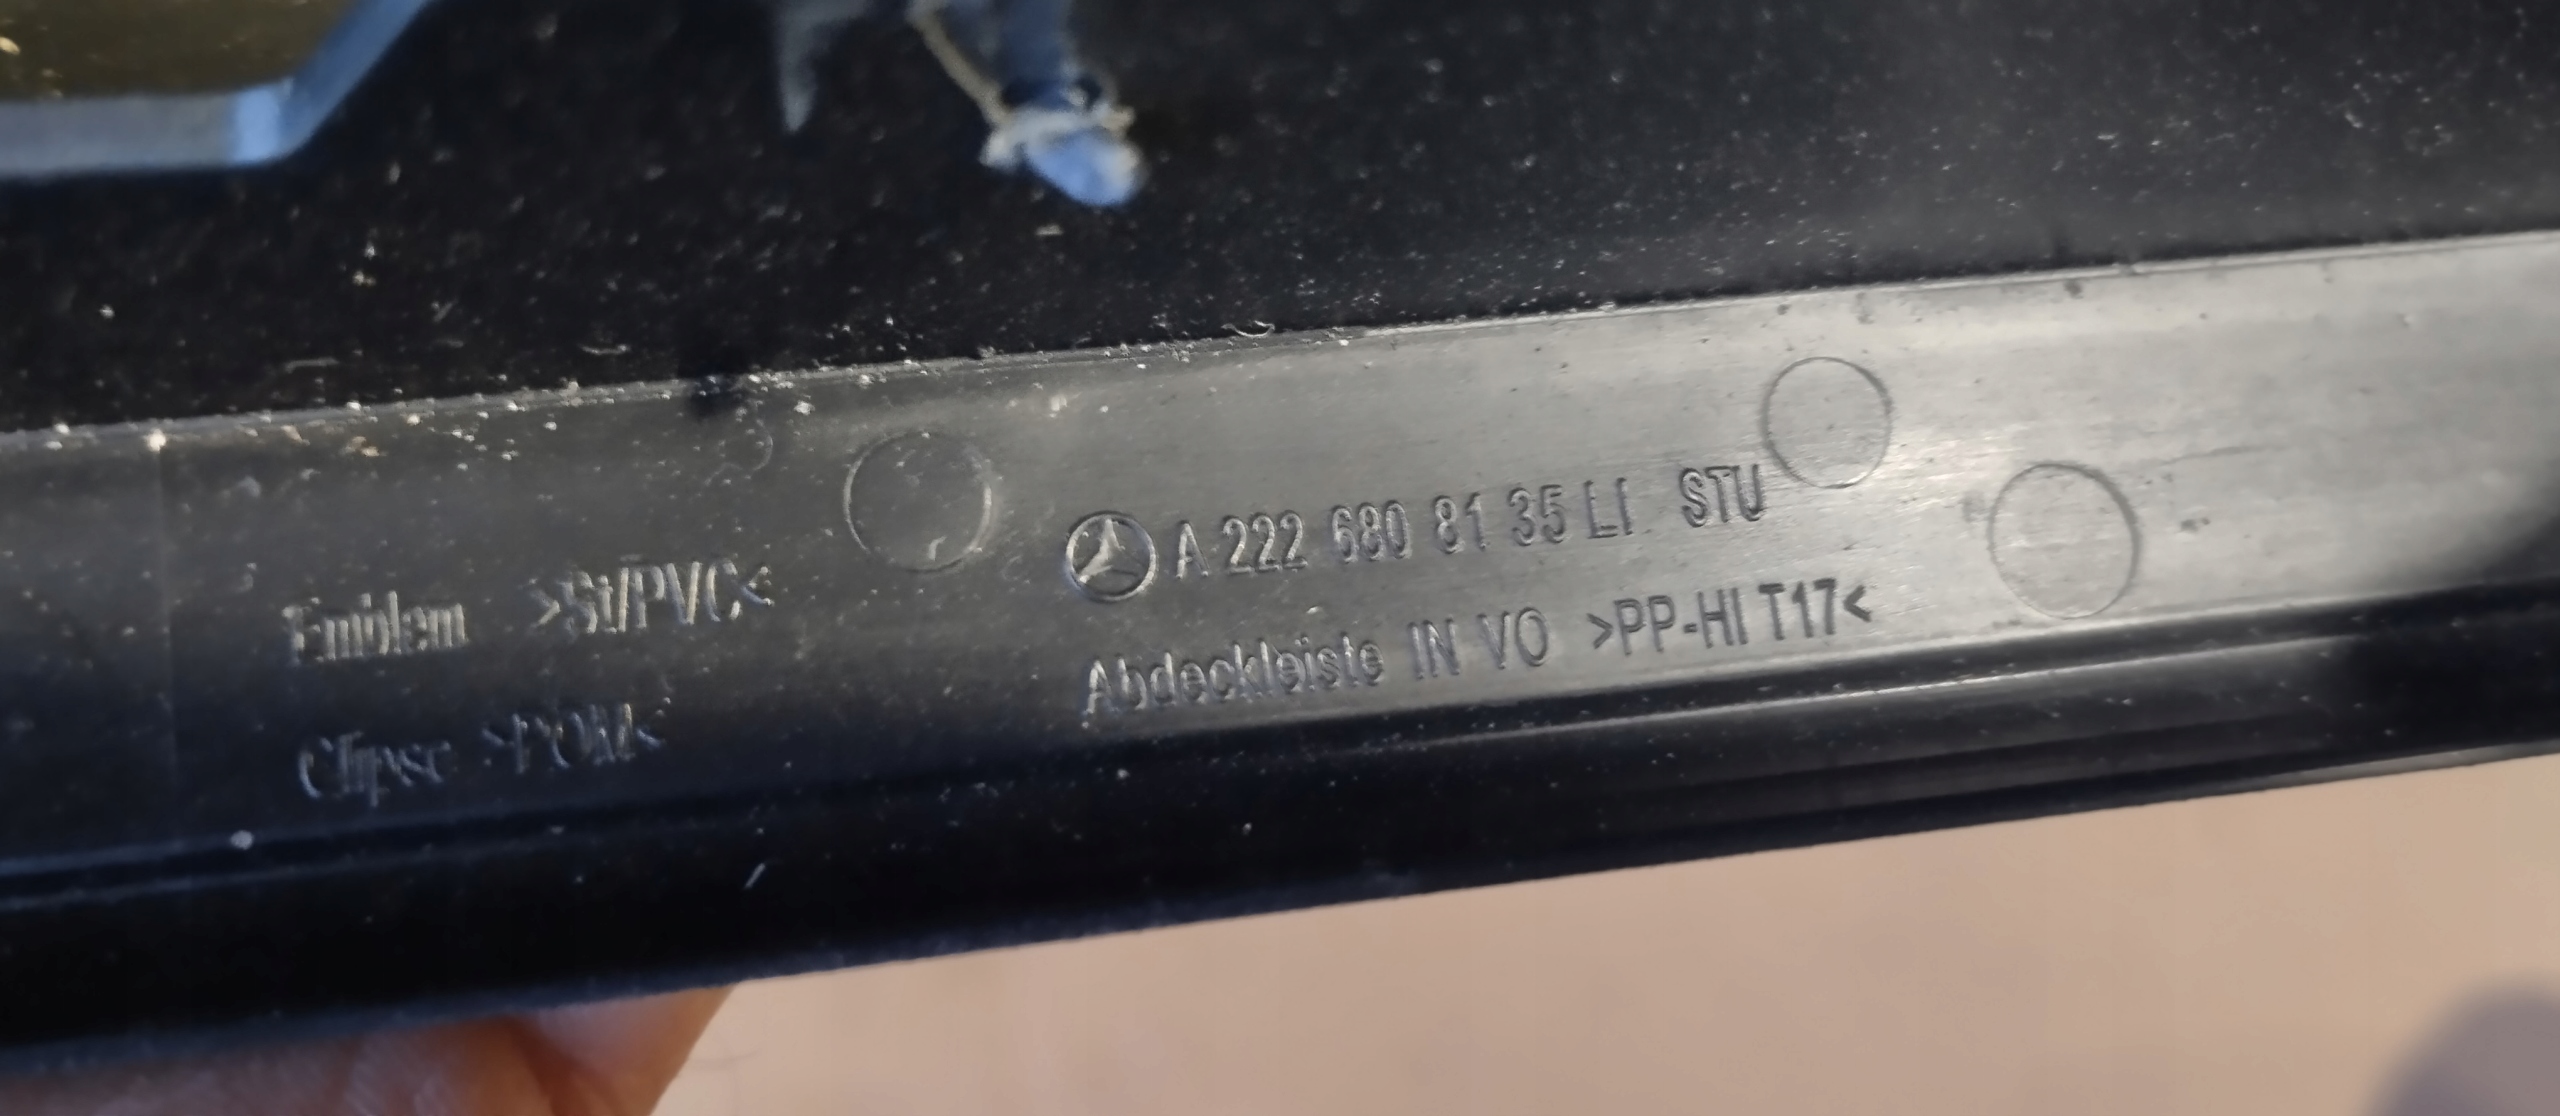 A 222 680 81 35 LI STU
Abdeckleiste IN VO >PP-HI T17<
Emblem >St/PVC<
Clipse >POM<